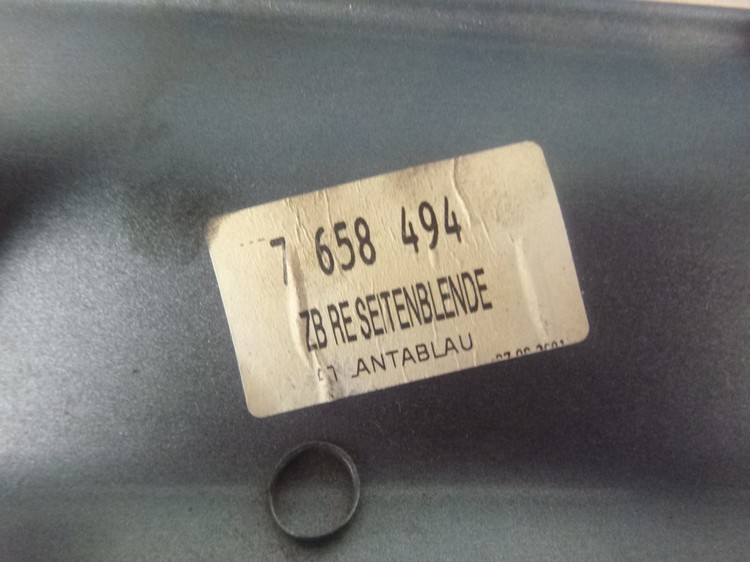 7 658 494
ZB RE SEITENBLENDE
ANTABLAU